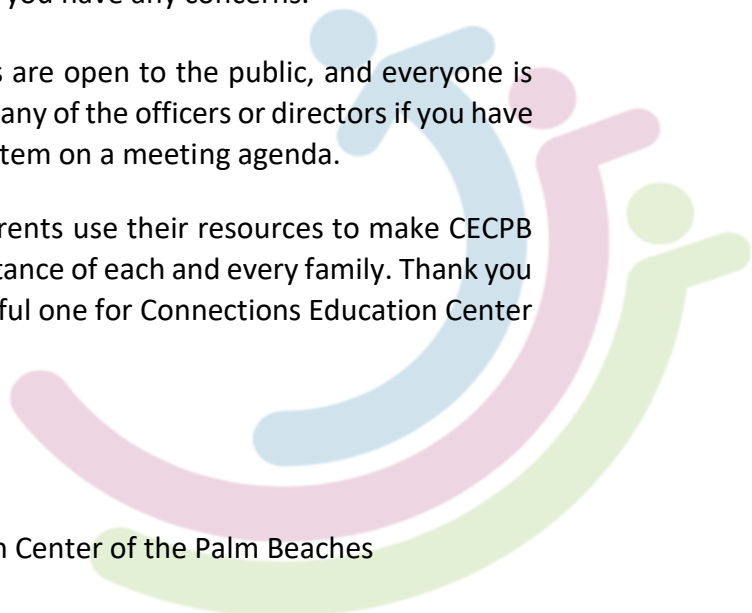 you have any concerns.
are open to the public, and everyone is
any of the officers or directors if you have
tem on a meeting agenda.
rents use their resources to make CECPB
tance of each and every family. Thank you
ful one for Connections Education Center
Center of the Palm Beaches